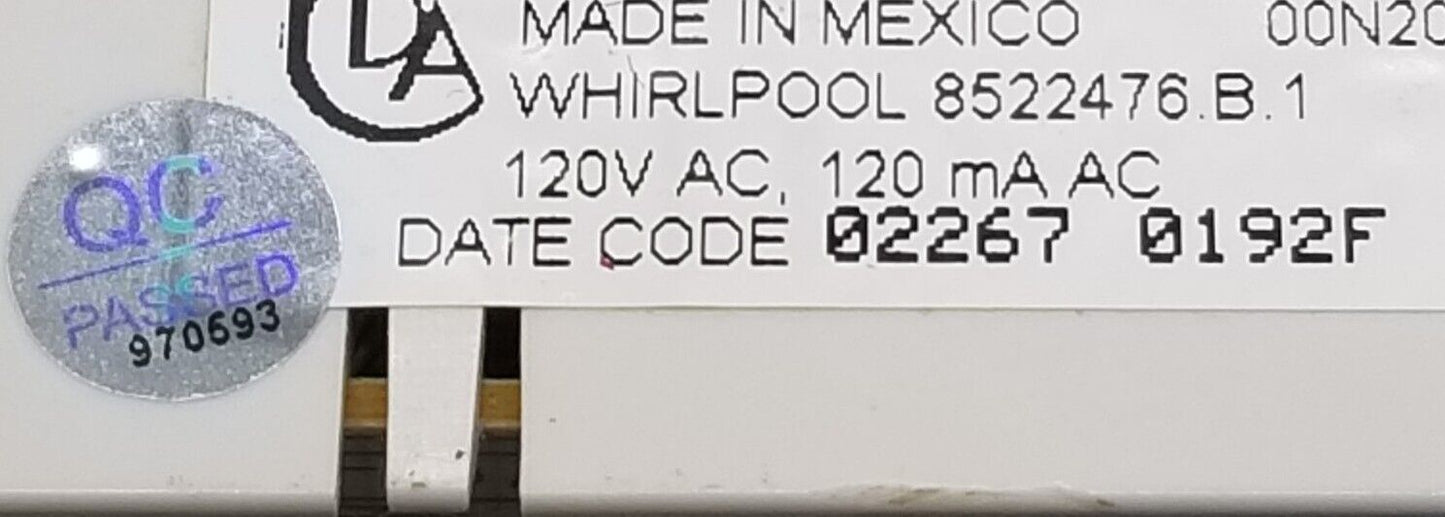 MADE IN MEXICO 00N20
WHIRLPOOL 8522476.B.1
120V AC, 120 mA AC
DATE CODE 02267 0192F
QC
PASSED
970693